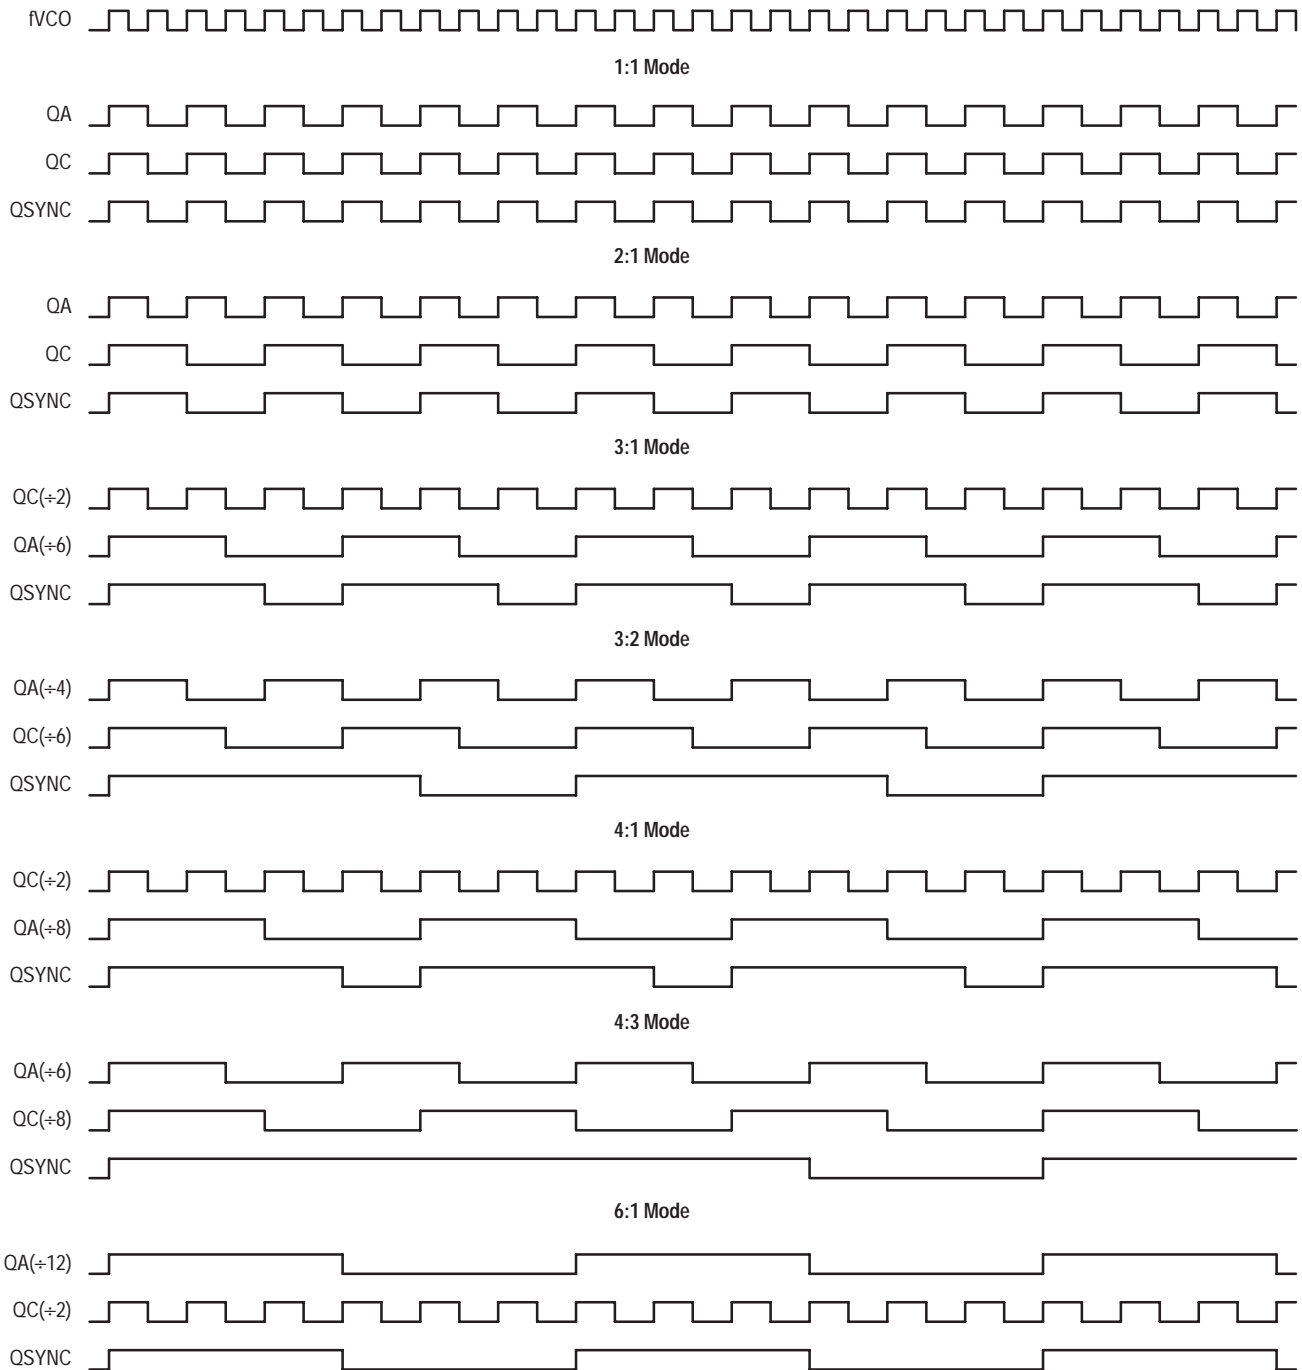 fVCO
1:1 Mode
QA
QC
QSYNC
2:1 Mode
QA
QC
QSYNC
3:1 Mode
QC(÷2)
QA(÷6)
QSYNC
3:2 Mode
QA(÷4)
QC(÷6)
QSYNC
4:1 Mode
QC(÷2)
QA(÷8)
QSYNC
4:3 Mode
QA(÷6)
QC(÷8)
QSYNC
6:1 Mode
QA(÷12)
QC(÷2)
QSYNC